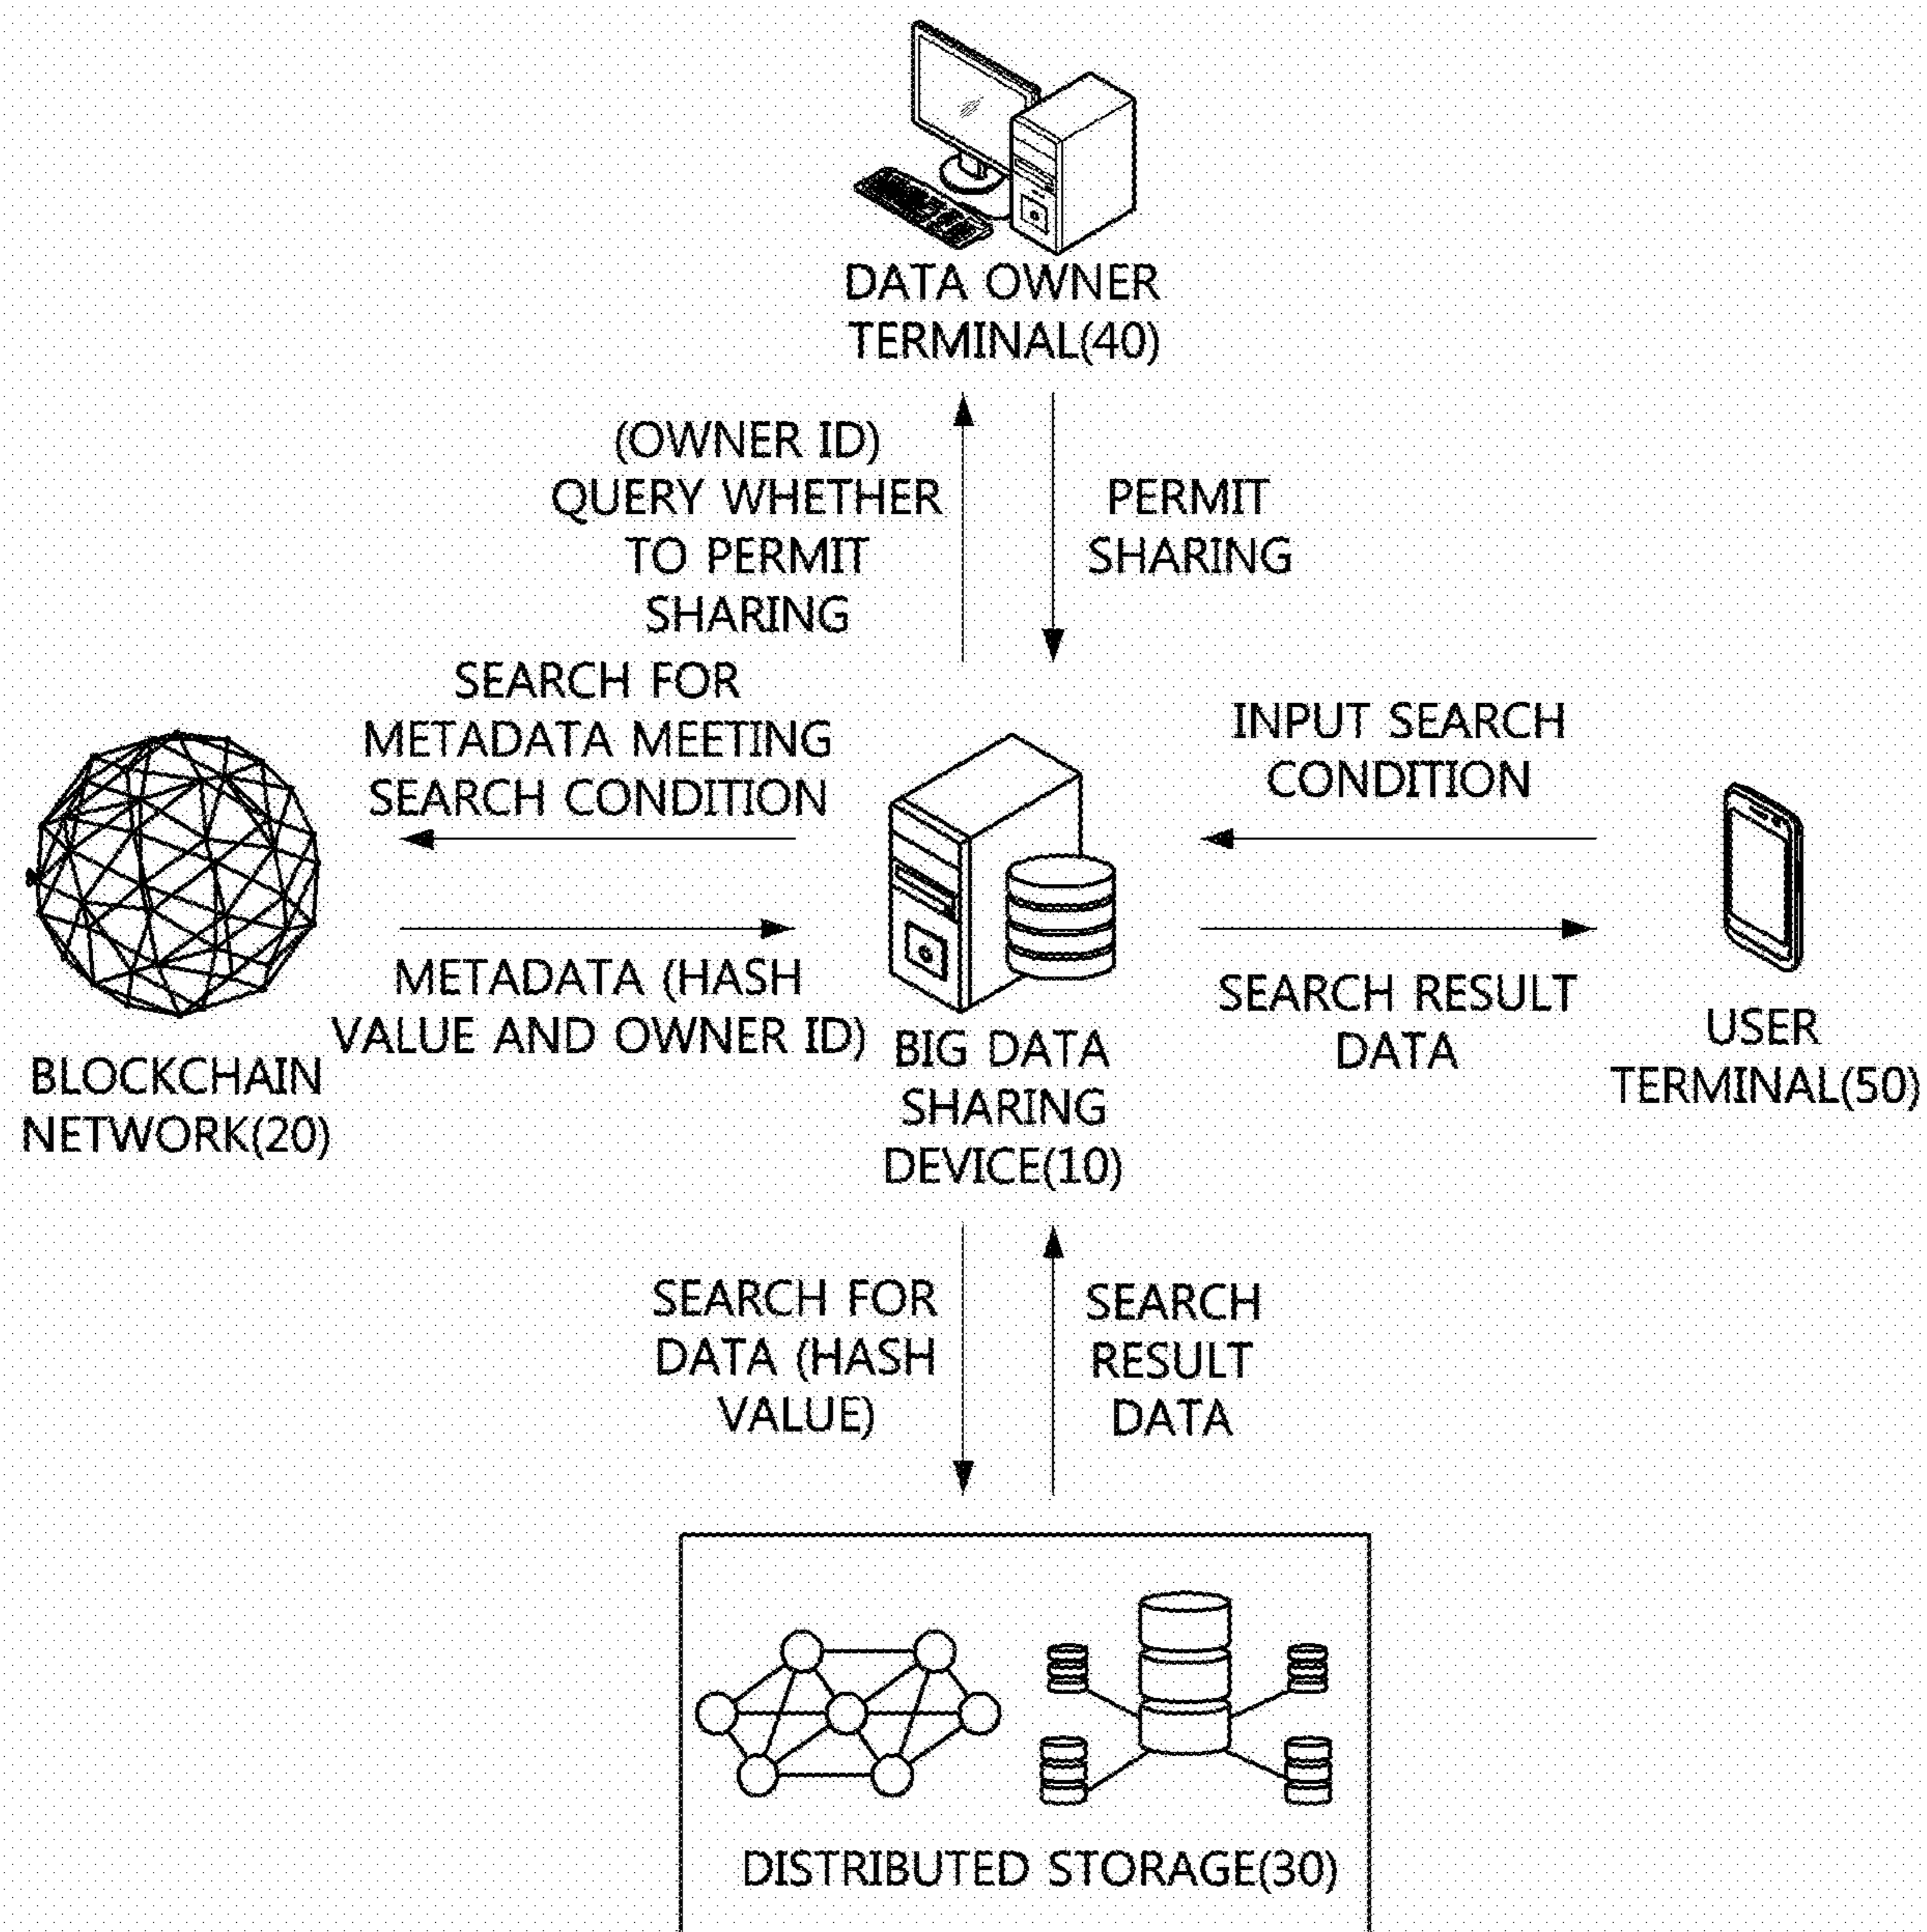 DATA OWNER
TERMINAL(40)
(OWNER ID)
QUERY WHETHER
TO PERMIT
SHARING
PERMIT
SHARING
SEARCH FOR
METADATA MEETING
SEARCH CONDITION
INPUT SEARCH
CONDITION
METADATA (HASH
VALUE AND OWNER ID)
SEARCH RESULT
DATA
BLOCKCHAIN
NETWORK(20)
BIG DATA
SHARING
DEVICE(10)
USER
TERMINAL(50)
SEARCH FOR
DATA (HASH
VALUE)
SEARCH
RESULT
DATA
DISTRIBUTED STORAGE(30)